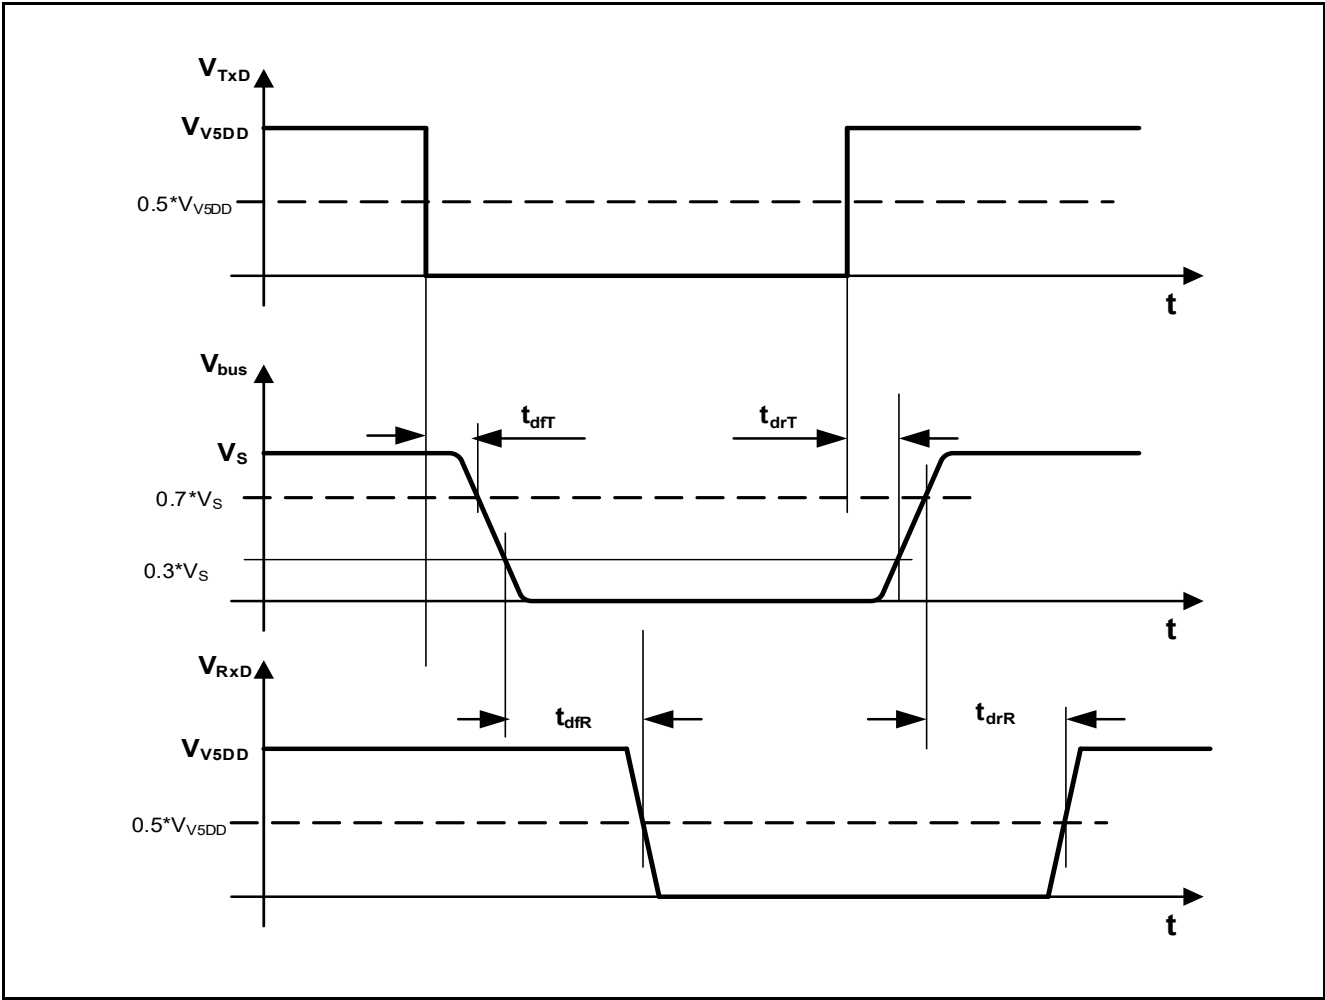 VTxD
VV5DD
0.5*VV5DD
t
Vbus
tdfT
tdrT
VS
0.7*VS
0.3*VS
t
VRxD
tdfR
tdrR
VV5DD
0.5*VV5DD
t